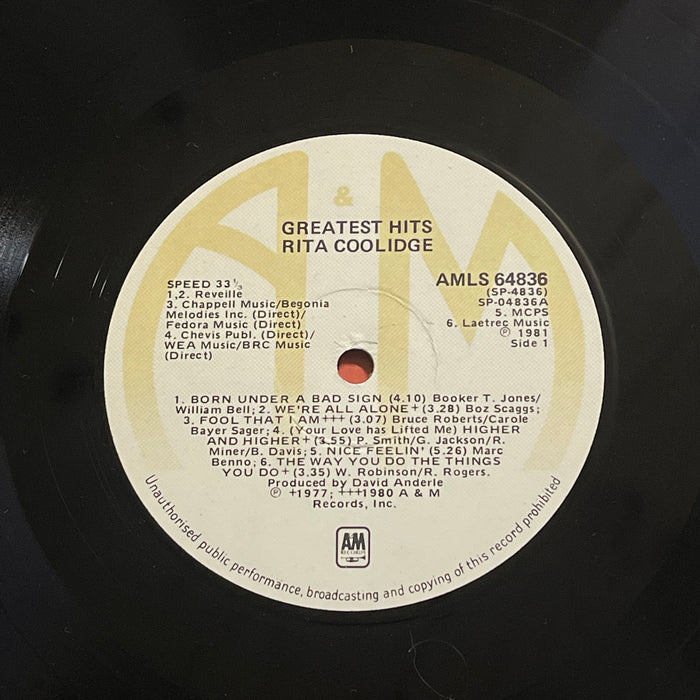 A & M
GREATEST HITS
RITA COOLIDGE
SPEED 33⅓
1,2. Reveille
3. Chappell Music/Begonia
Melodies Inc. (Direct)/
Fedora Music (Direct)
4. Chevis Publ. (Direct)/
WEA Music/BRC Music
(Direct)
AMLS 64836
(SP-4836)
SP-04836A
5. MCPS
6. Laetrec Music
℗ 1981
Side 1
1. BORN UNDER A BAD SIGN (4.10) Booker T. Jones/
William Bell; 2. WE'RE ALL ALONE+ (3.28) Boz Scaggs;
3. FOOL THAT I AM+++ (3.07) Bruce Roberts/Carole
Bayer Sager; 4. (Your Love has Lifted Me) HIGHER
AND HIGHER+ (3.55) P. Smith/G. Jackson/R.
Miner/B. Davis; 5. NICE FEELIN' (5.26) Marc
Benno; 6. THE WAY YOU DO THE THINGS
YOU DO+ (3.35) W. Robinson/R. Rogers.
Produced by David Anderle
℗ +1977; +++1980 A & M
Records, Inc.
AM
RECORDS
Unauthorised public performance, broadcasting and copying of this record prohibited